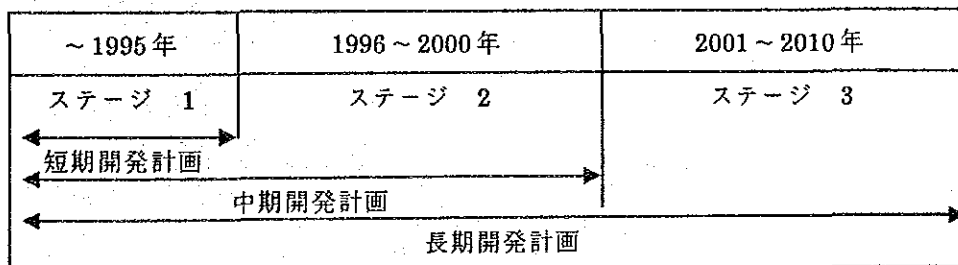 ～1995年 1996～2000年 2001～2010年
ステージ 1 ステージ 2 ステージ 3
短期開発計画
中期開発計画
長期開発計画